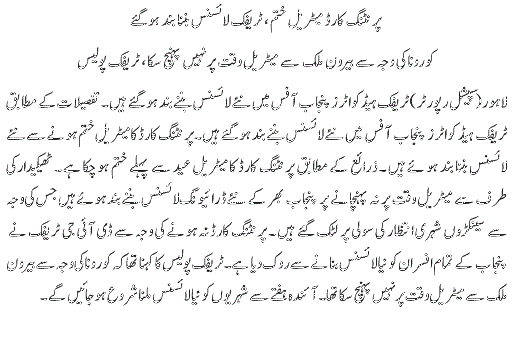 پرنٹنگ کارڈ میٹریل ختم، ٹریفک لائسنس بننا بند ہو گئے
کورونا کی وجہ سے بیرون ملک سے میٹریل وقت پر نہیں پہنچ سکا، ٹریفک پولیس
لاہور (سپیشل رپورٹر) ٹریفک ہیڈ کوارٹرز پنجاب آفس میں نئے لائسنس بننے بند ہو گئے ہیں۔ تفصیلات کے مطابق
ٹریفک ہیڈ کوارٹرز پنجاب آفس میں نئے لائسنس بننے بند ہو گئے ہیں۔ پرنٹنگ کارڈ کا میٹریل ختم ہونے سے نئے
لائسنس بننا بند ہوئے ہیں۔ ذرائع کے مطابق پرنٹنگ کارڈ کا میٹریل عید سے پہلے ختم ہو چکا ہے۔ ٹھیکیدار کی
طرف سے میٹریل وقت پر نہ پہنچانے پر پنجاب بھر کے نئے ڈرائیونگ لائسنس بننے بند ہوئے ہیں جس کی وجہ
سے سینکڑوں شہری انتظار کی سولی پر لٹک گئے ہیں۔ پرنٹنگ کارڈ نہ ہونے کی وجہ سے ڈی آئی جی ٹریفک نے
پنجاب کے تمام افسران کو نیا لائسنس بنانے سے روک دیا ہے۔ ٹریفک پولیس کا کہنا تھا کہ کورونا کی وجہ سے بیرون
ملک سے میٹریل وقت پر نہیں پہنچ سکا تھا۔ آئندہ ہفتے سے شہریوں کو نیا لائسنس ملنا شروع ہو جائیں گے۔